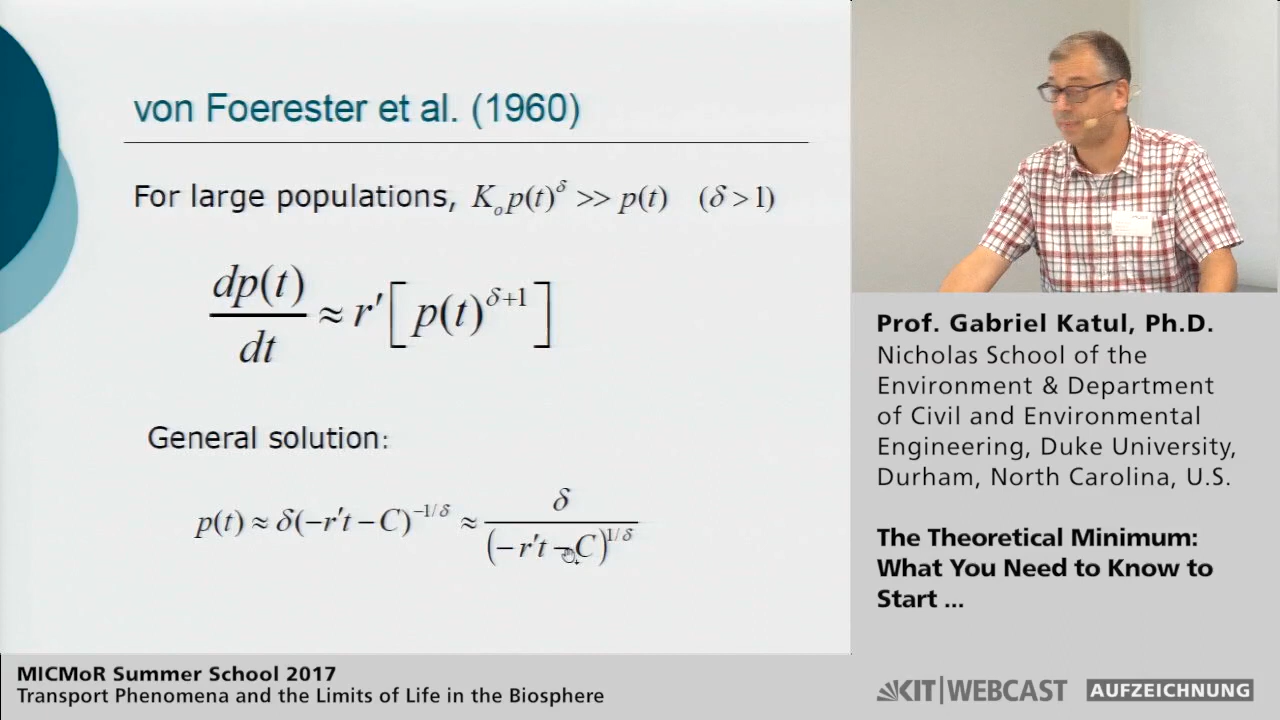 von Foerester et al. (1960)
For large populations, Kₒp(t)^δ >> p(t) (δ > 1)
dp(t)/dt ≈ r′[p(t)^{δ+1}]
General solution:
p(t) ≈ δ(−r′t − C)^{−1/δ} ≈ δ/(−r′t − C)^{1/δ}
Prof. Gabriel Katul, Ph.D.
Nicholas School of the
Environment & Department
of Civil and Environmental
Engineering, Duke University,
Durham, North Carolina, U.S.
The Theoretical Minimum:
What You Need to Know to
Start ...
MICMoR Summer School 2017
Transport Phenomena and the Limits of Life in the Biosphere
KIT|WEBCAST AUFZEICHNUNG